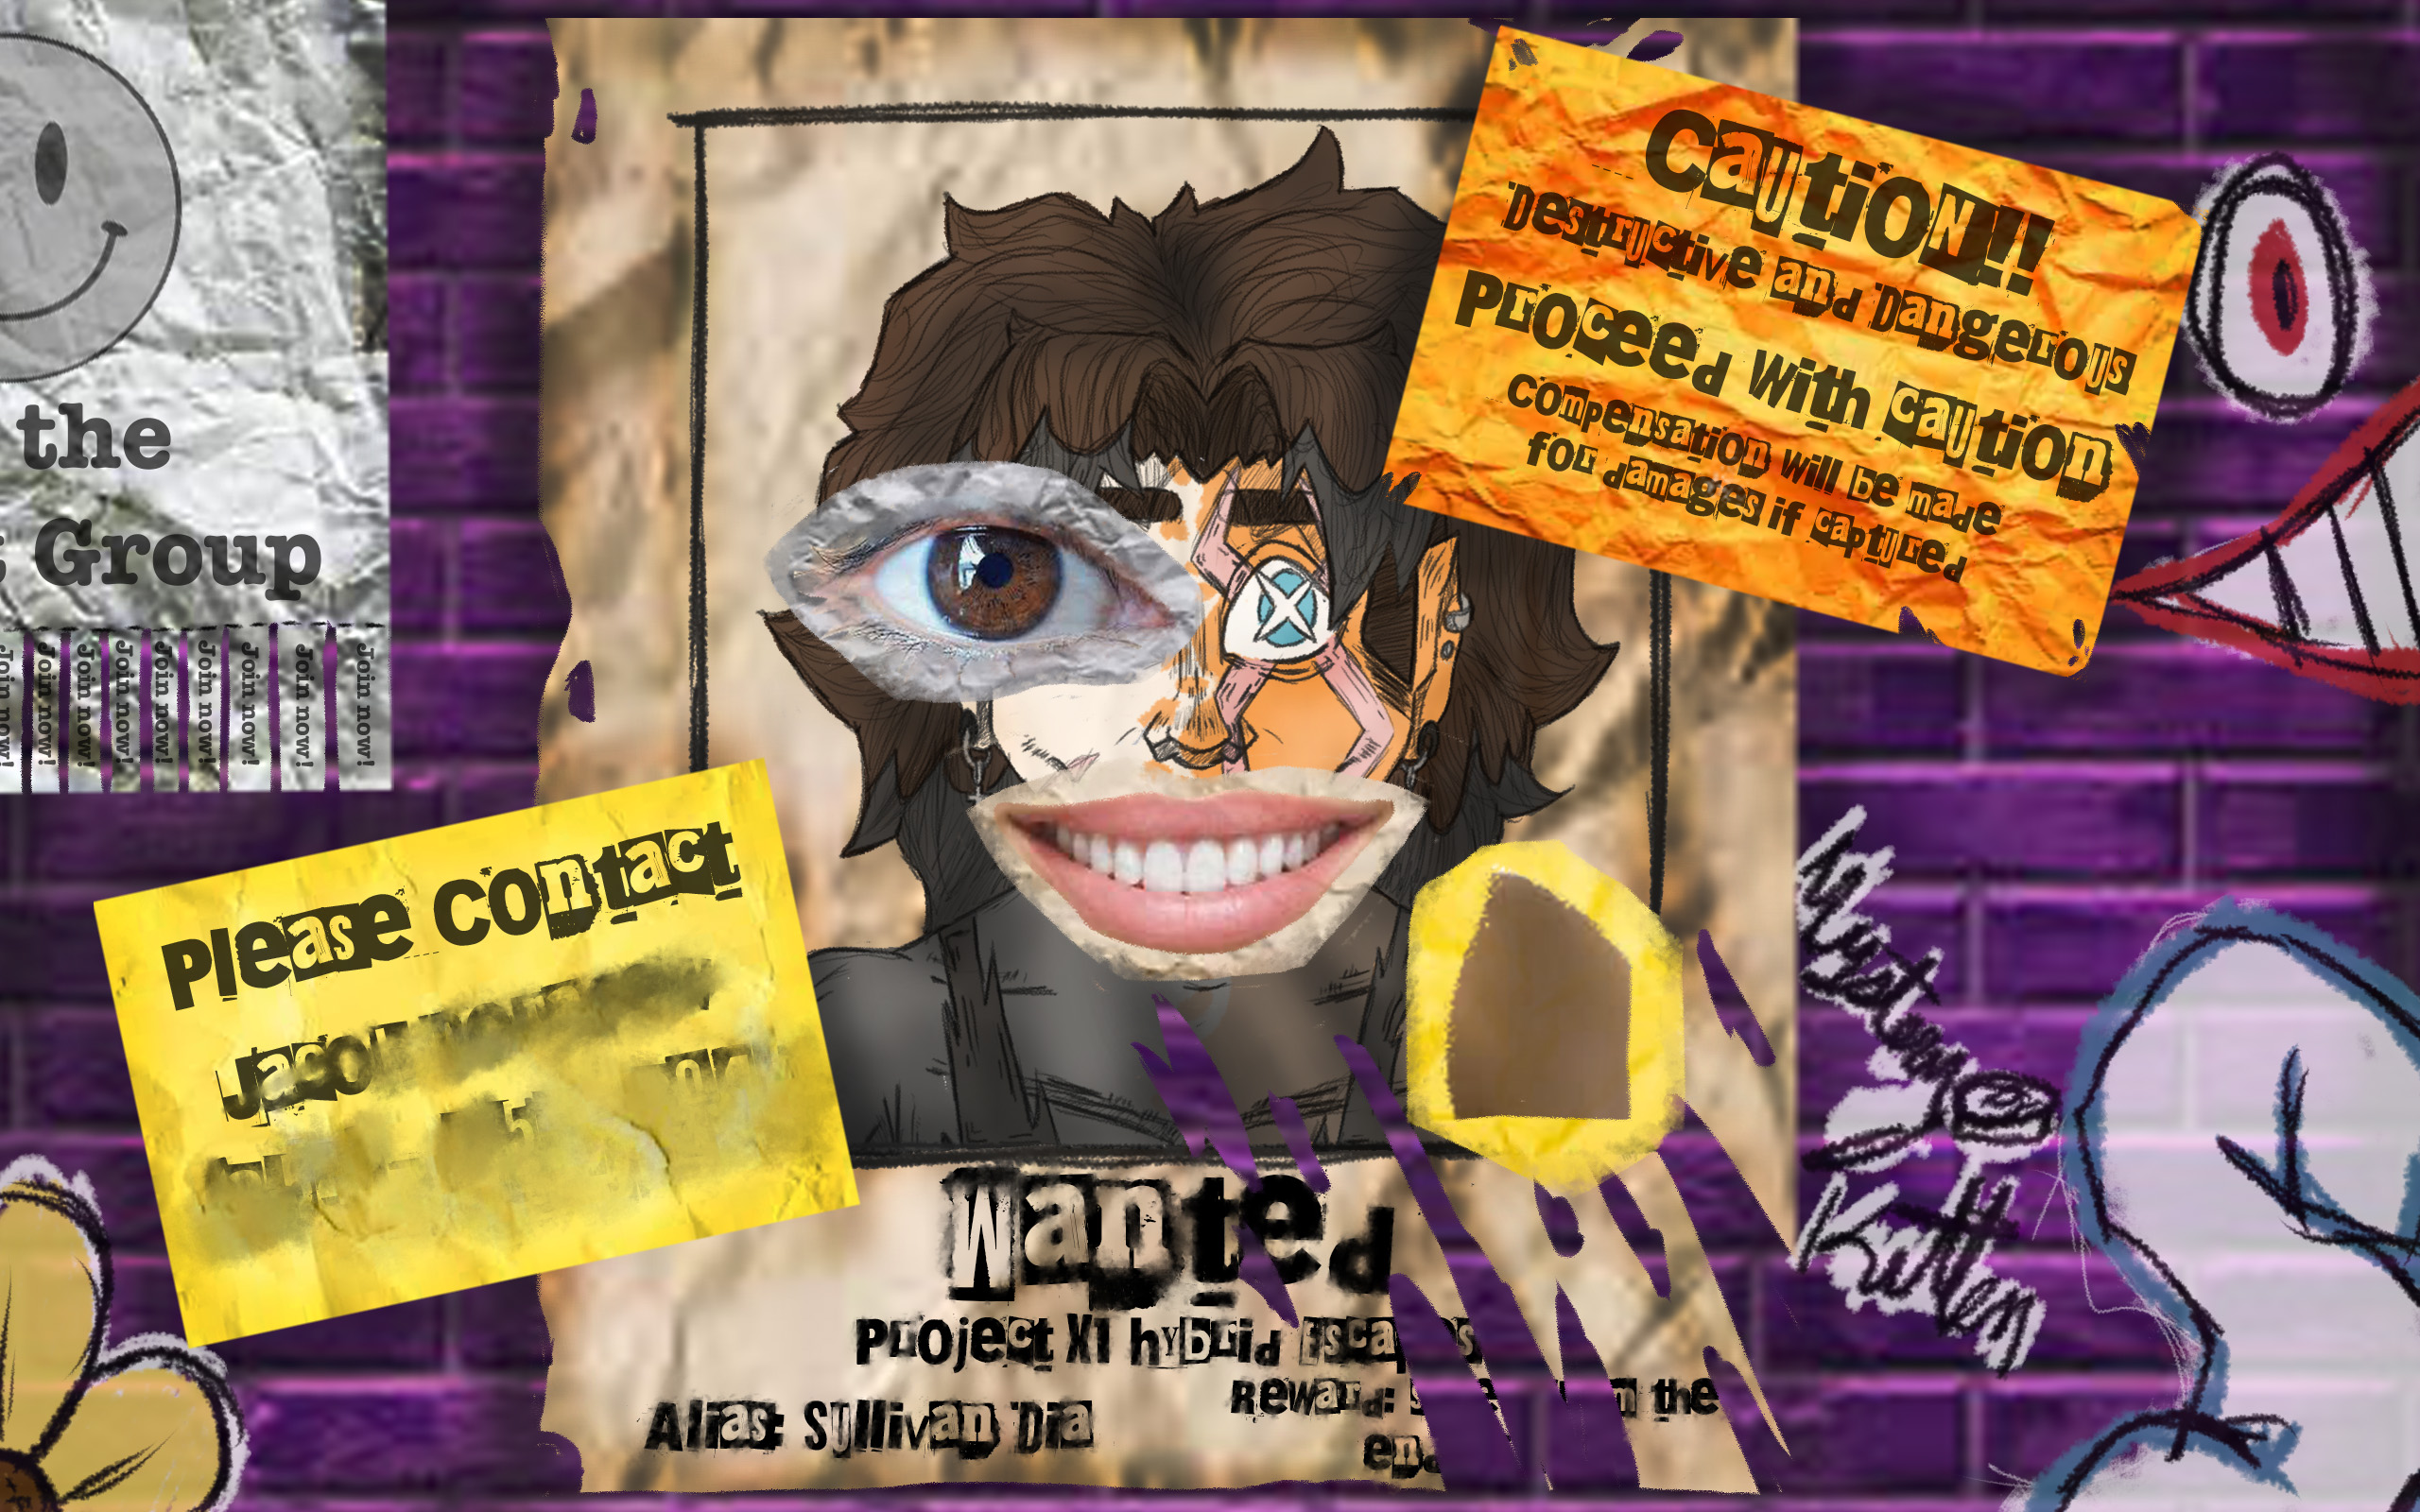 the
Group
Join now!
Join now!
Join now!
Join now!
Join now!
Join now!
Join now!
Join now!
Join now!
CAUTION!!
Destructive and Dangerous
Proceed With caution
compensation will be made
for damages if captured
Please contact
Mystery
Kitten
Wanted
Project X1 hybrid
Reward: the
Alias: Sullivan Dia